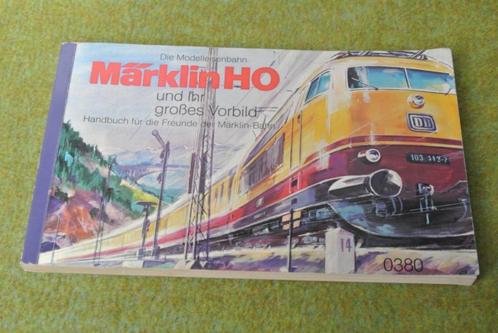 Die Modelleisenbahn
Märklin HO
und ihr
großes Vorbild
Handbuch für die Freunde der Märklin-Bahn
DB
103 112-7
14
0380